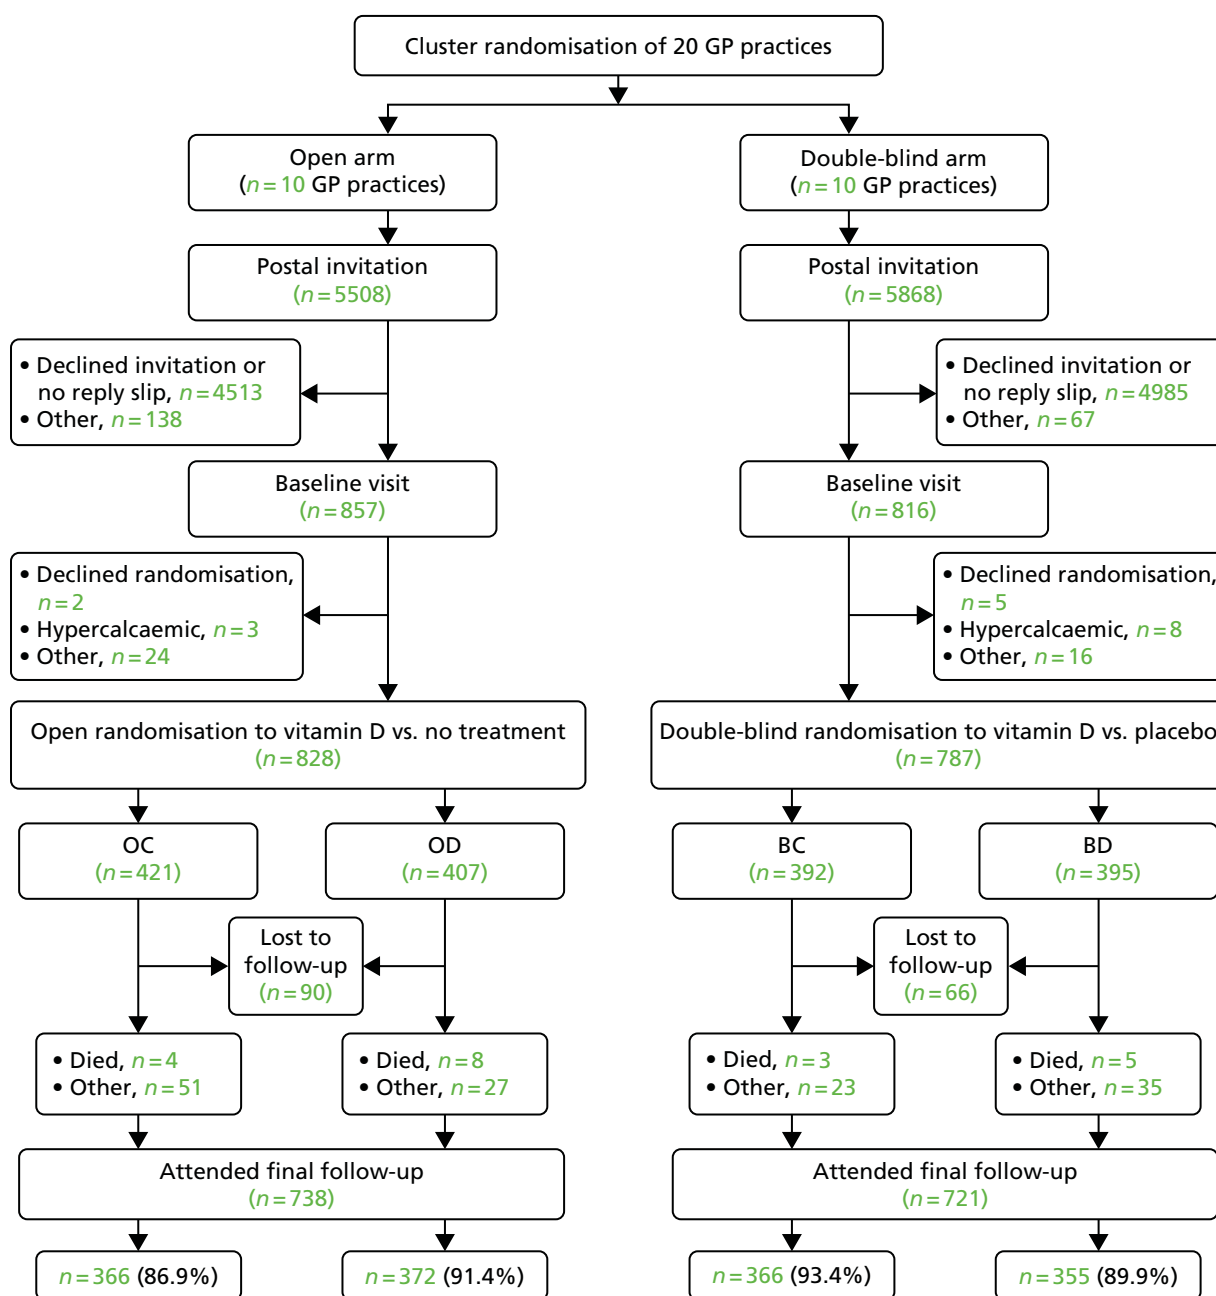 Cluster randomisation of 20 GP practices
Open arm
(n=10 GP practices)
Double-blind arm
(n=10 GP practices)
Postal invitation
(n=5508)
Postal invitation
(n=5868)
• Declined invitation or
no reply slip, n=4513
• Other, n=138
• Declined invitation or
no reply slip, n=4985
• Other, n=67
Baseline visit
(n=857)
Baseline visit
(n=816)
• Declined randomisation,
n=2
• Hypercalcaemic, n=3
• Other, n=24
• Declined randomisation,
n=5
• Hypercalcaemic, n=8
• Other, n=16
Open randomisation to vitamin D vs. no treatment
(n=828)
Double-blind randomisation to vitamin D vs. placebo
(n=787)
OC
(n=421)
OD
(n=407)
BC
(n=392)
BD
(n=395)
Lost to
follow-up
(n=90)
Lost to
follow-up
(n=66)
• Died, n=4
• Other, n=51
• Died, n=8
• Other, n=27
• Died, n=3
• Other, n=23
• Died, n=5
• Other, n=35
Attended final follow-up
(n=738)
Attended final follow-up
(n=721)
n=366 (86.9%)
n=372 (91.4%)
n=366 (93.4%)
n=355 (89.9%)